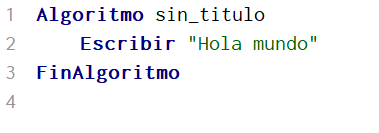 1 Algoritmo sin_titulo
2 Escribir "Hola mundo"
3 FinAlgoritmo
4